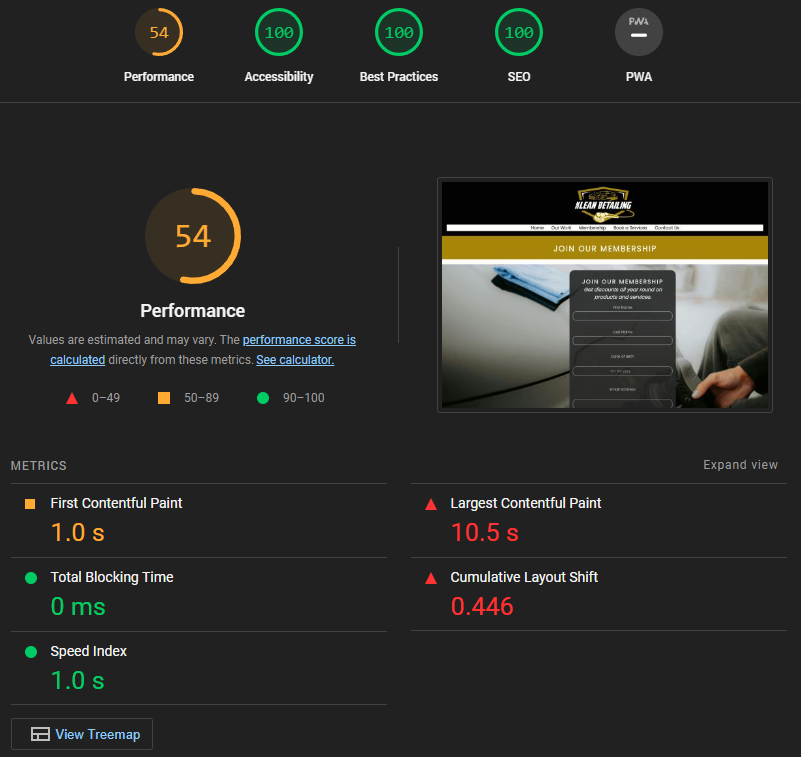 54 100 100 100 PWA
Performance Accessibility Best Practices SEO PWA
54
Performance
Values are estimated and may vary. The performance score is
calculated directly from these metrics. See calculator.
0–49 50–89 90–100
KLEAN DETAILING
Home Our Work Membership Book a Services Contact Us
JOIN OUR MEMBERSHIP
JOIN OUR MEMBERSHIP
Get discounts all year round on
products and services.
First Name
Last Name
Date of Birth
Email Address
METRICS Expand view
First Contentful Paint
1.0 s
Largest Contentful Paint
10.5 s
Total Blocking Time
0 ms
Cumulative Layout Shift
0.446
Speed Index
1.0 s
View Treemap